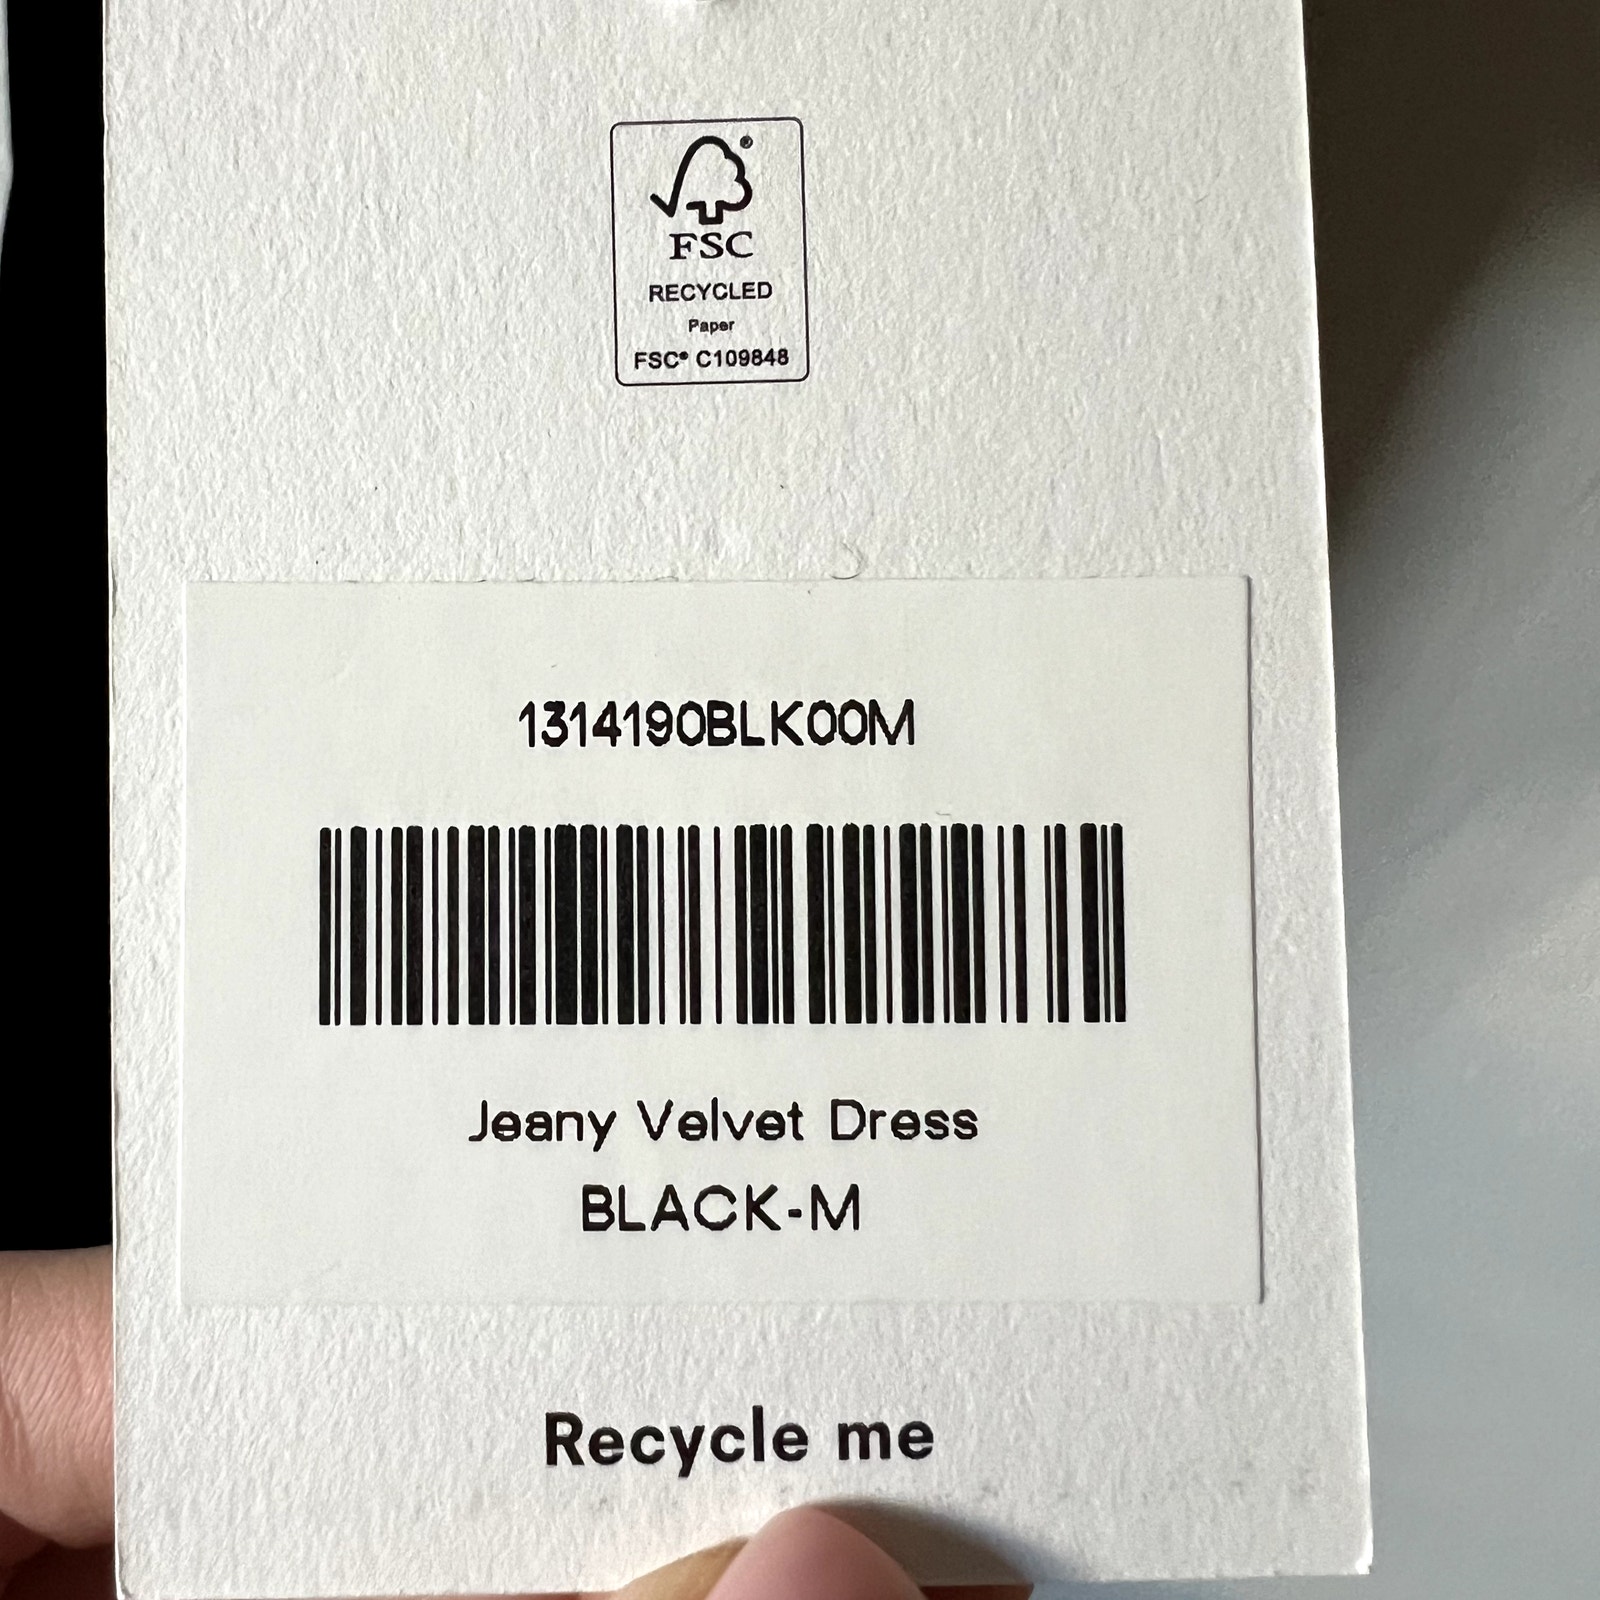 FSC®
RECYCLED
Paper
FSC® C109848
1314190BLK00M
Jeany Velvet Dress
BLACK-M
Recycle me